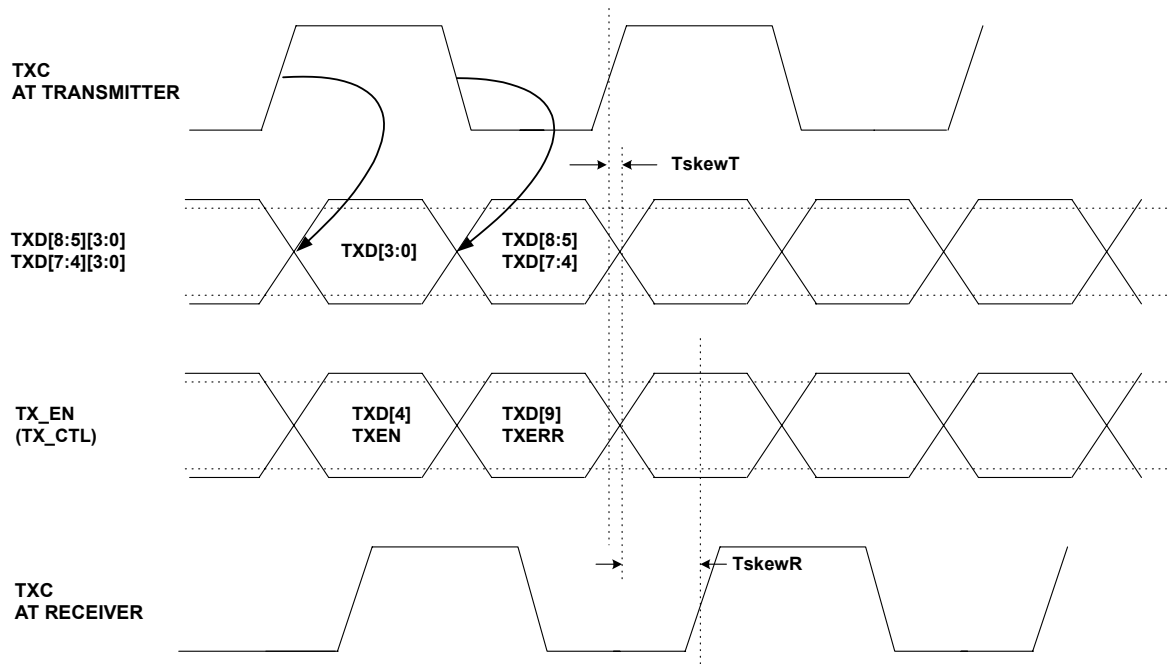 TXC
AT TRANSMITTER
TskewT
TXD[8:5][3:0]
TXD[7:4][3:0]
TXD[3:0]
TXD[8:5]
TXD[7:4]
TX_EN
(TX_CTL)
TXD[4]
TXEN
TXD[9]
TXERR
TskewR
TXC
AT RECEIVER